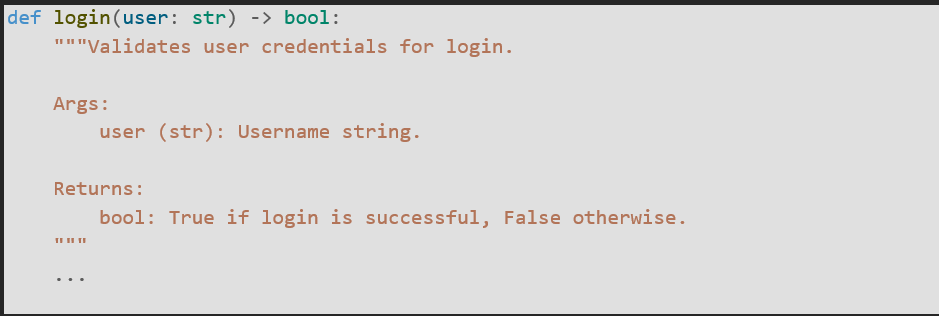 def login(user: str) -> bool:
    """Validates user credentials for login.

    Args:
        user (str): Username string.

    Returns:
        bool: True if login is successful, False otherwise.
    """
    ...